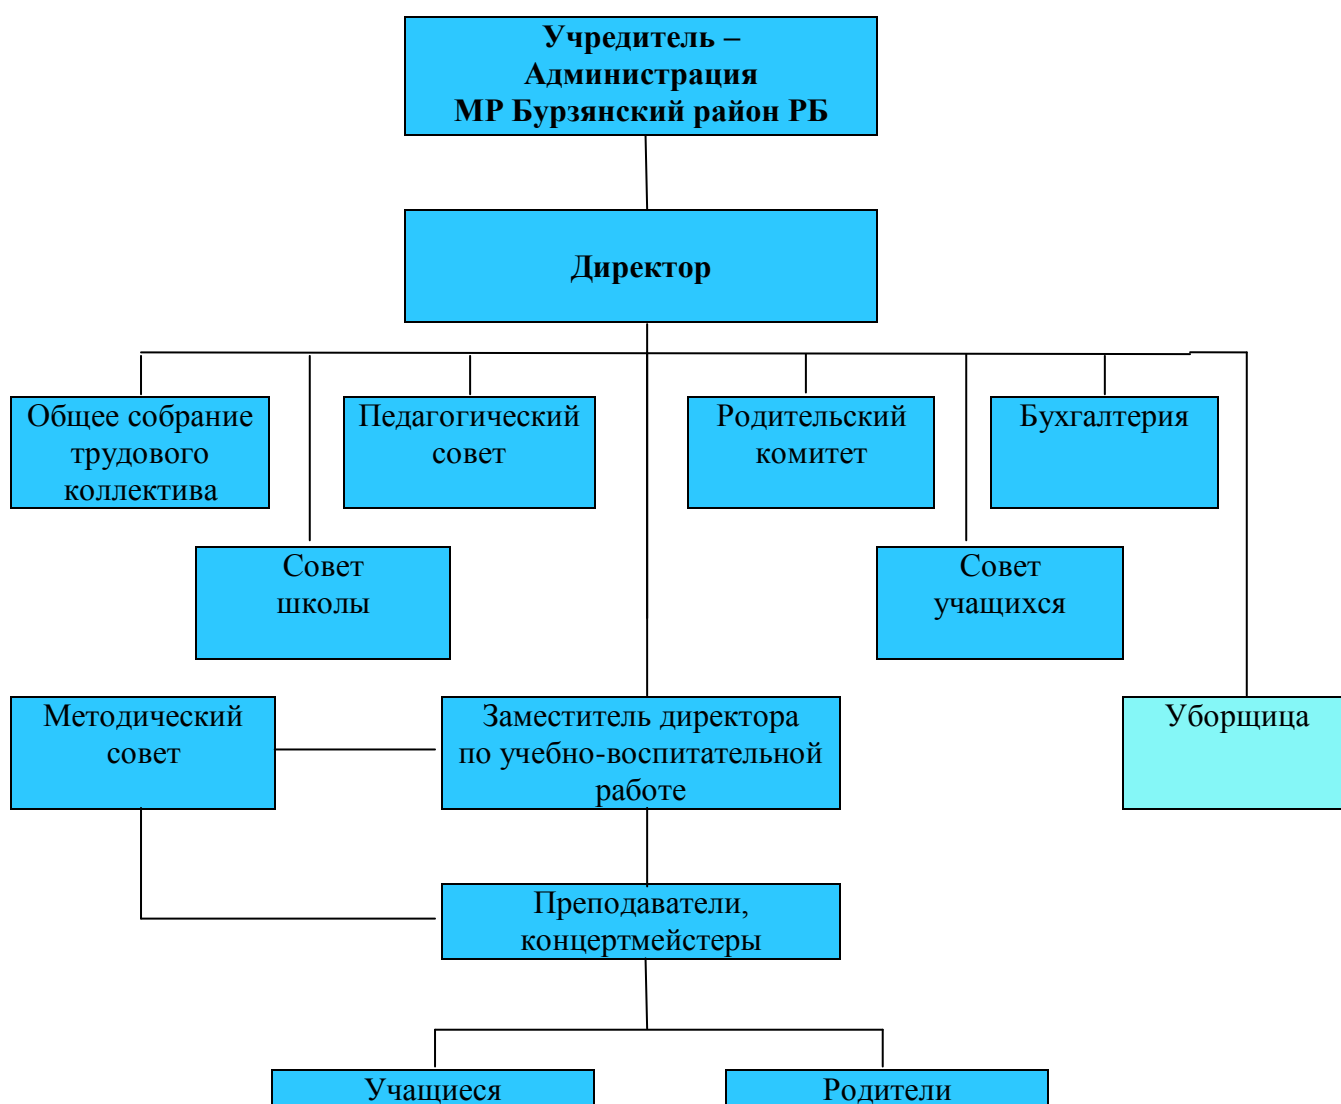 Учредитель –
Администрация
МР Бурзянский район РБ
Директор
Общее собрание
трудового
коллектива
Педагогический
совет
Родительский
комитет
Бухгалтерия
Совет
школы
Совет
учащихся
Методический
совет
Заместитель директора
по учебно-воспитательной
работе
Уборщица
Преподаватели,
концертмейстеры
Учащиеся
Родители